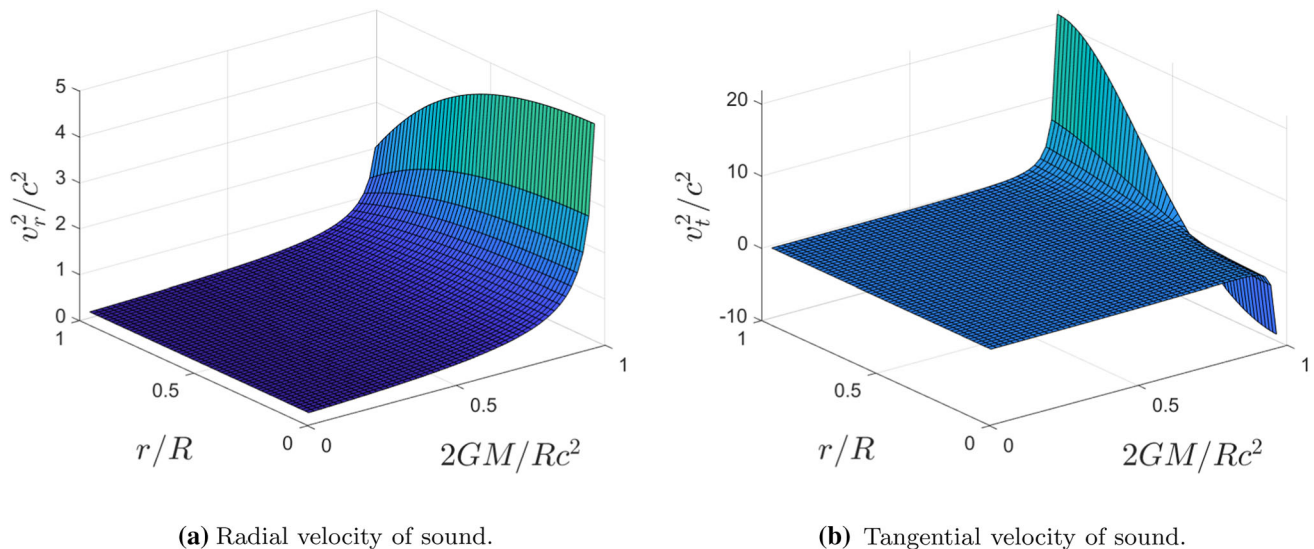 5
4
3
2
1
0
v_r^2/c^2
1
0.5
0
r/R
0
0.5
1
2GM/Rc^2
(a) Radial velocity of sound.
20
10
0
-10
v_t^2/c^2
1
0.5
0
r/R
0
0.5
1
2GM/Rc^2
(b) Tangential velocity of sound.